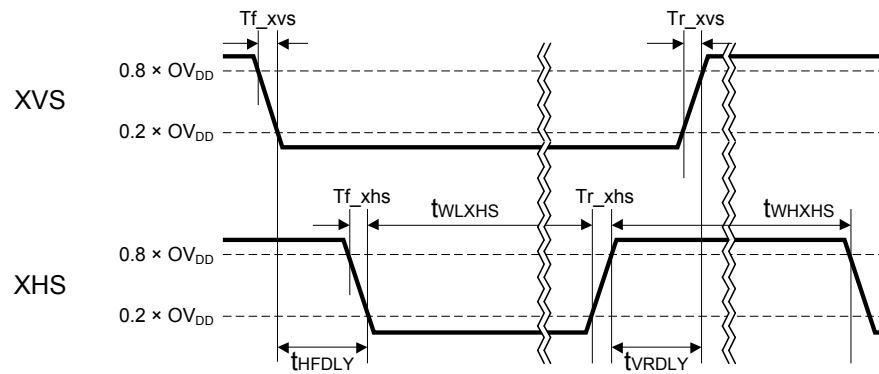 Tf_xvs
Tr_xvs
0.8 × OVDD
XVS
0.2 × OVDD
Tf_xhs
tWLXHS
Tr_xhs
tWHXHS
0.8 × OVDD
XHS
0.2 × OVDD
tHFDLY
tVRDLY